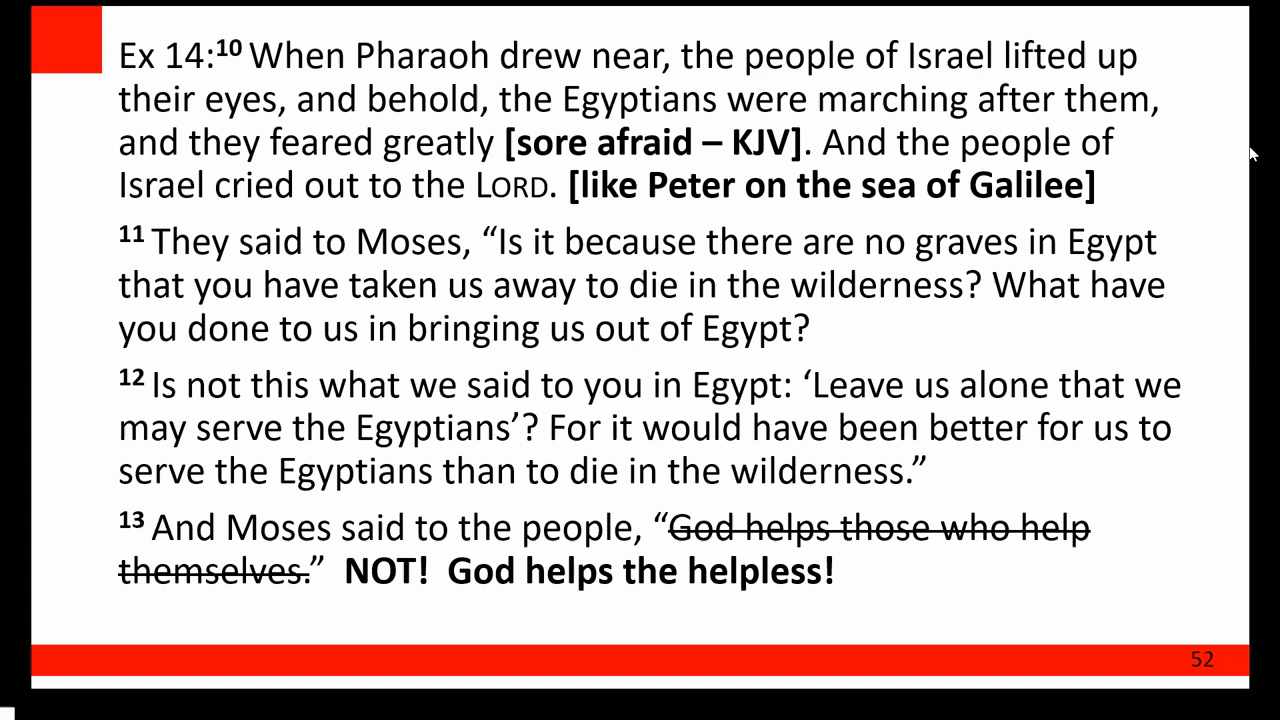 Ex 14:10 When Pharaoh drew near, the people of Israel lifted up
their eyes, and behold, the Egyptians were marching after them,
and they feared greatly [sore afraid – KJV]. And the people of
Israel cried out to the LORD. [like Peter on the sea of Galilee]
11 They said to Moses, “Is it because there are no graves in Egypt
that you have taken us away to die in the wilderness? What have
you done to us in bringing us out of Egypt?
12 Is not this what we said to you in Egypt: ‘Leave us alone that we
may serve the Egyptians’? For it would have been better for us to
serve the Egyptians than to die in the wilderness.”
13 And Moses said to the people, “God helps those who help
themselves.” NOT! God helps the helpless!
52